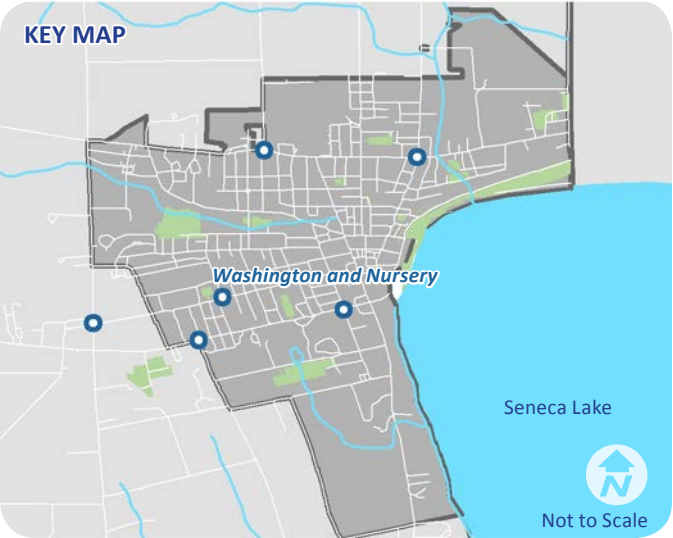 KEY MAP
Washington and Nursery
Seneca Lake
N
Not to Scale